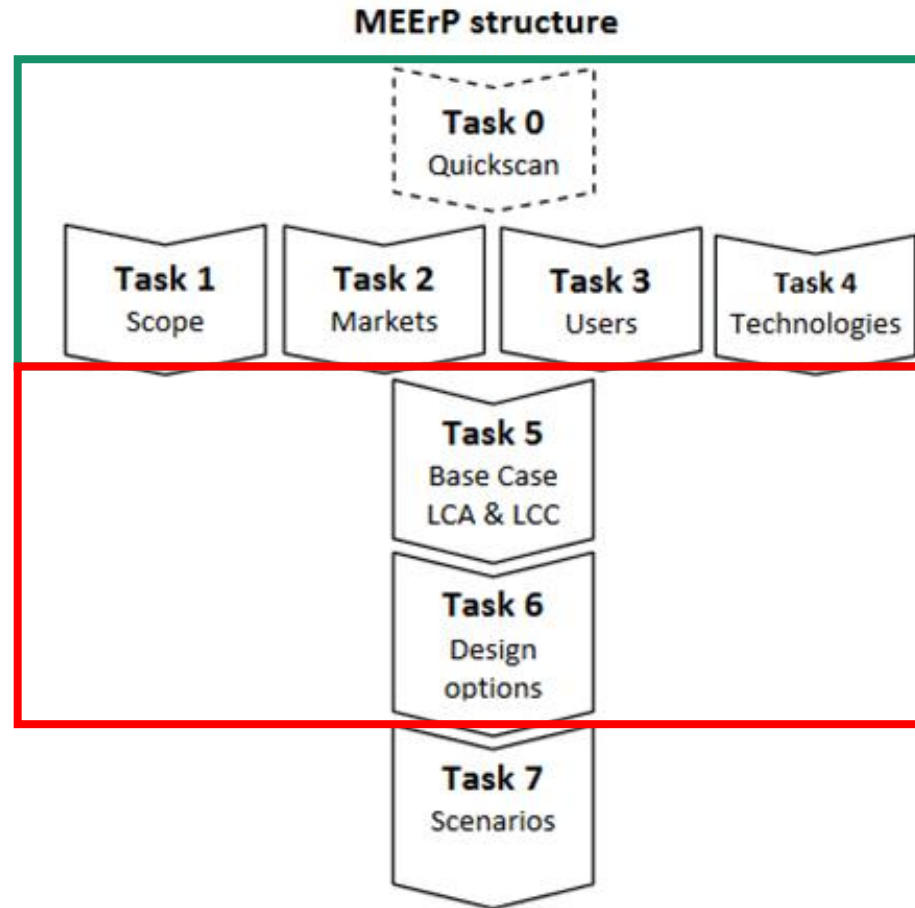 MEErP structure
Task 0
Quickscan
Task 1
Scope
Task 2
Markets
Task 3
Users
Task 4
Technologies
Task 5
Base Case
LCA & LCC
Task 6
Design
options
Task 7
Scenarios